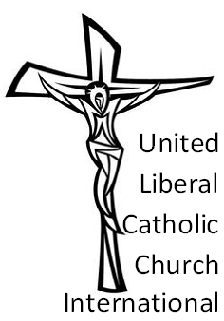 United
Liberal
Catholic
Church
International